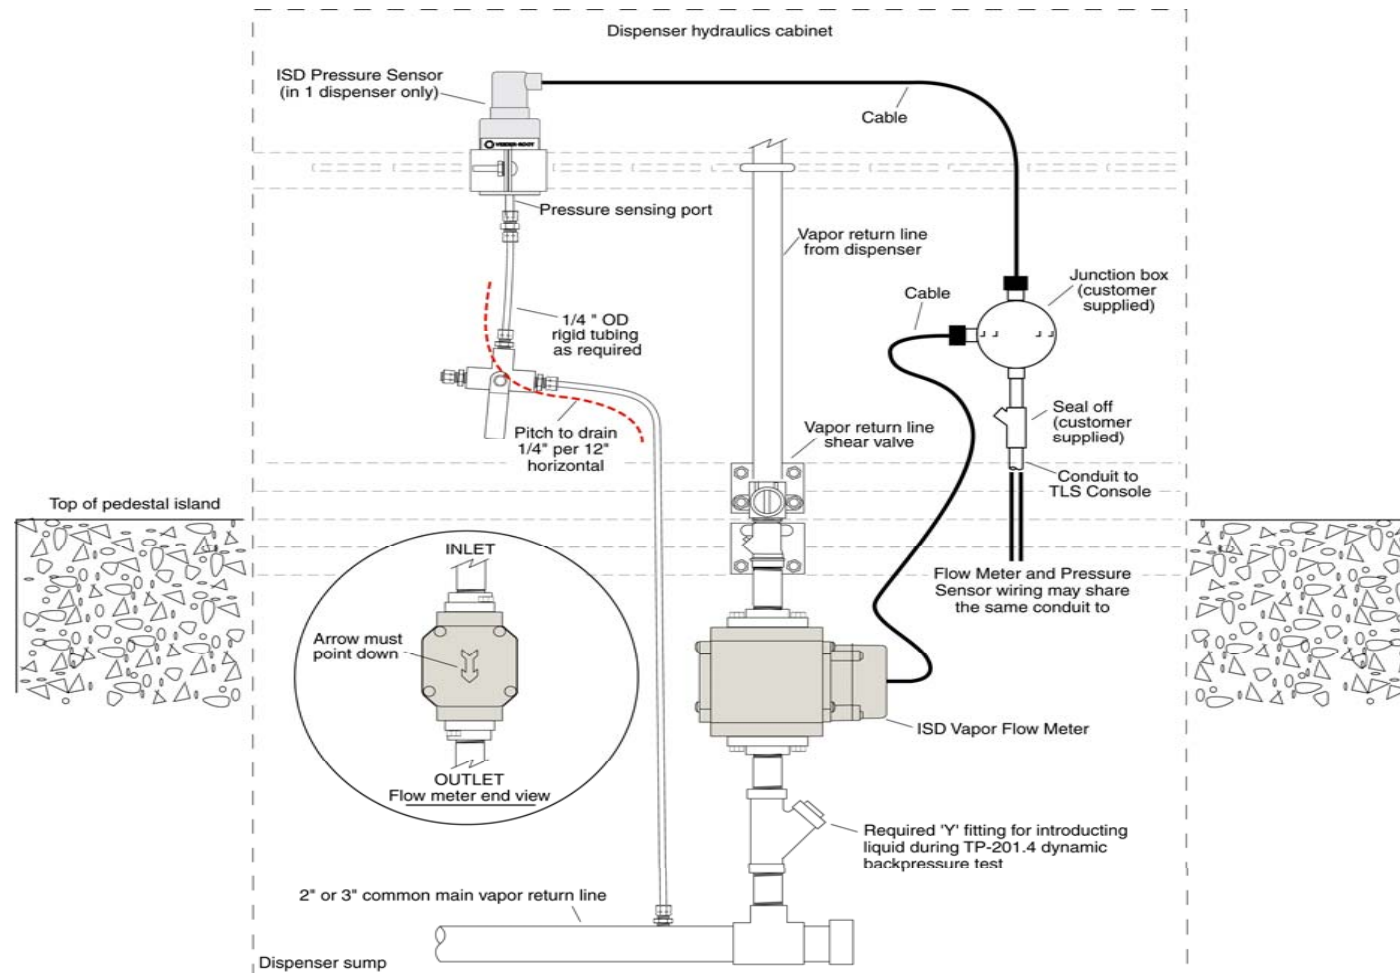 Dispenser hydraulics cabinet
ISD Pressure Sensor
(in 1 dispenser only)
Cable
VEEDER-ROOT
Pressure sensing port
Vapor return line
from dispenser
Junction box
(customer
supplied)
Cable
1/4 " OD
rigid tubing
as required
Seal off
(customer
supplied)
Vapor return line
shear valve
Pitch to drain
1/4" per 12"
horizontal
Conduit to
TLS Console
Top of pedestal island
INLET
Flow Meter and Pressure
Sensor wiring may share
the same conduit to
Arrow must
point down
ISD Vapor Flow Meter
OUTLET
Flow meter end view
Required 'Y' fitting for introducting
liquid during TP-201.4 dynamic
backpressure test
2" or 3" common main vapor return line
Dispenser sump